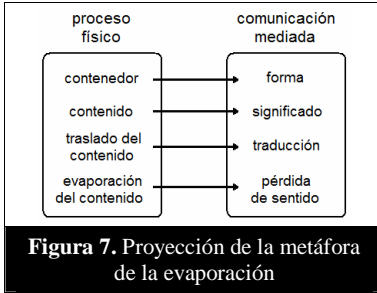 proceso
físico
comunicación
mediada
contenedor
forma
contenido
significado
traslado del
contenido
traducción
evaporación
del contenido
pérdida
de sentido
Figura 7. Proyección de la metáfora
de la evaporación